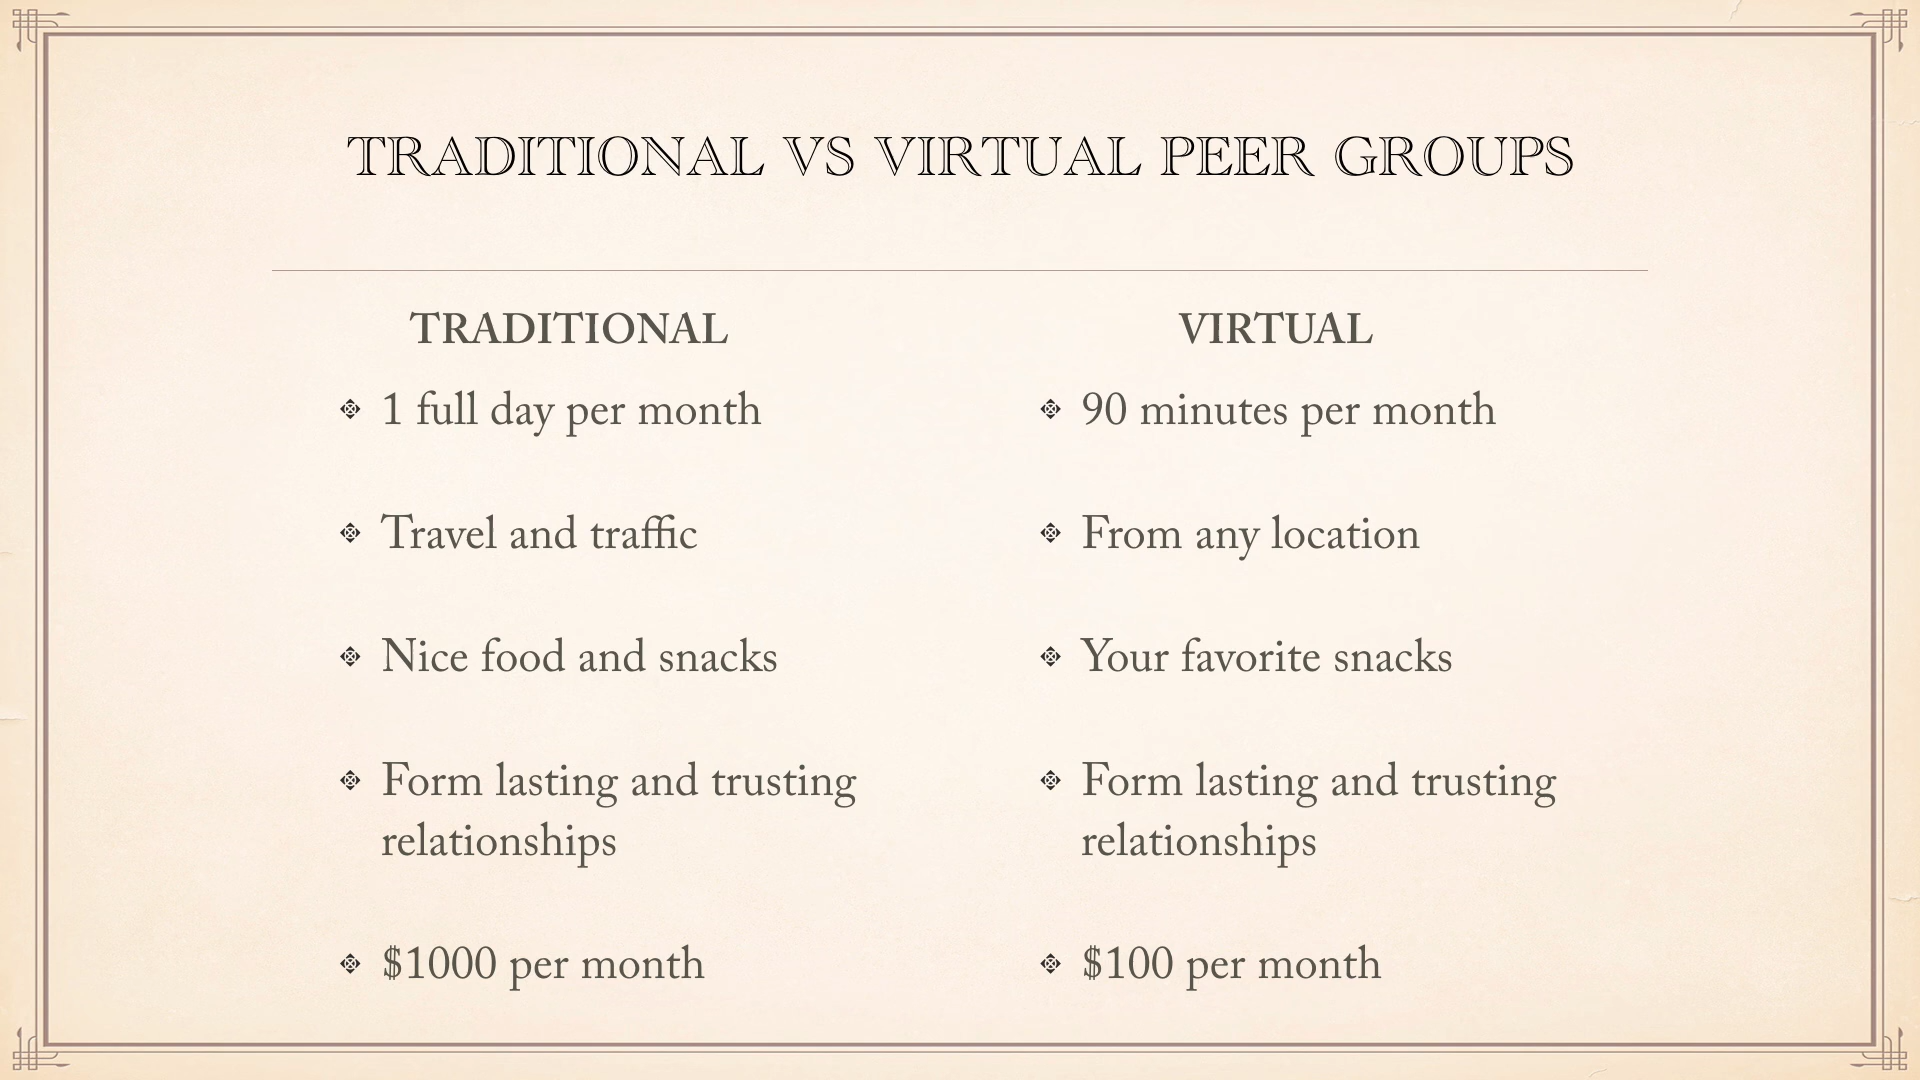 TRADITIONAL VS VIRTUAL PEER GROUPS
TRADITIONAL
1 full day per month
Travel and traffic
Nice food and snacks
Form lasting and trusting
relationships
$1000 per month
VIRTUAL
90 minutes per month
From any location
Your favorite snacks
Form lasting and trusting
relationships
$100 per month